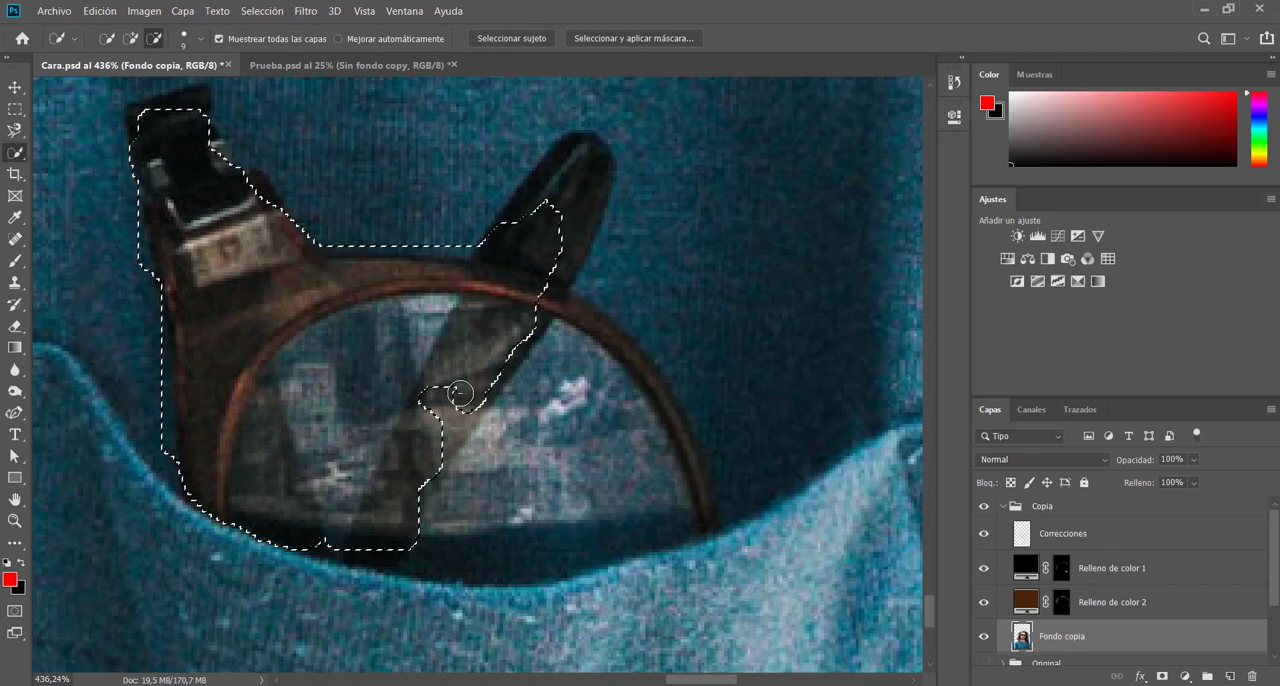 Ps Archivo Edición Imagen Capa Texto Selección Filtro 3D Vista Ventana Ayuda
9 Muestrear todas las capas Mejorar automáticamente Seleccionar sujeto Seleccionar y aplicar máscara...
Cara.psd al 436% (Fondo copia, RGB/8) * Prueba.psd al 25% (Sin fondo copy, RGB/8) *
Color Muestras
Ajustes
Añadir un ajuste
Capas Canales Trazados
Tipo
Normal Opacidad: 100%
Bloq.: Relleno: 100%
Copia
Correcciones
Relleno de color 1
Relleno de color 2
Fondo copia
Original
436,24% Doc: 19,5 MB/170,7 MB